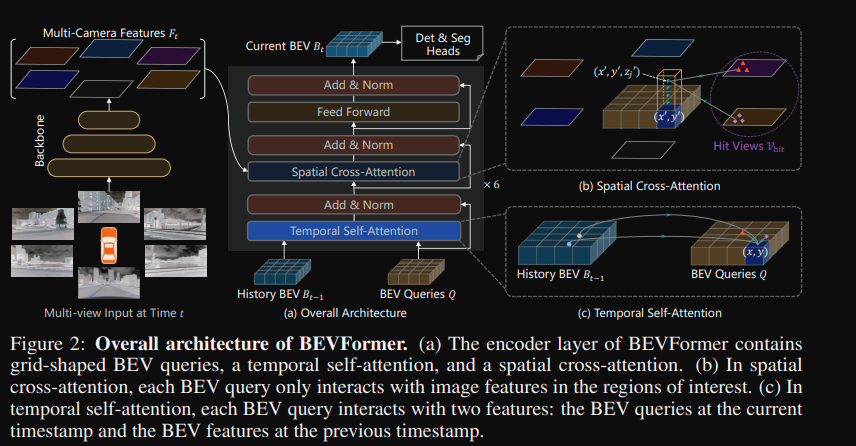 Multi-Camera Features Fₜ
Backbone
Multi-view Input at Time t
Current BEV Bₜ
Det & Seg
Heads
Add & Norm
Feed Forward
Add & Norm
Spatial Cross-Attention
Add & Norm
Temporal Self-Attention
× 6
History BEV Bₜ₋₁
BEV Queries Q
(a) Overall Architecture
(x′, y′, zⱼ′)
(x′, y′)
Hit Views 𝒱ₕᵢₜ
(b) Spatial Cross-Attention
History BEV Bₜ₋₁
(x, y)
BEV Queries Q
(c) Temporal Self-Attention
Figure 2: Overall architecture of BEVFormer. (a) The encoder layer of BEVFormer contains
grid-shaped BEV queries, a temporal self-attention, and a spatial cross-attention. (b) In spatial
cross-attention, each BEV query only interacts with image features in the regions of interest. (c) In
temporal self-attention, each BEV query interacts with two features: the BEV queries at the current
timestamp and the BEV features at the previous timestamp.